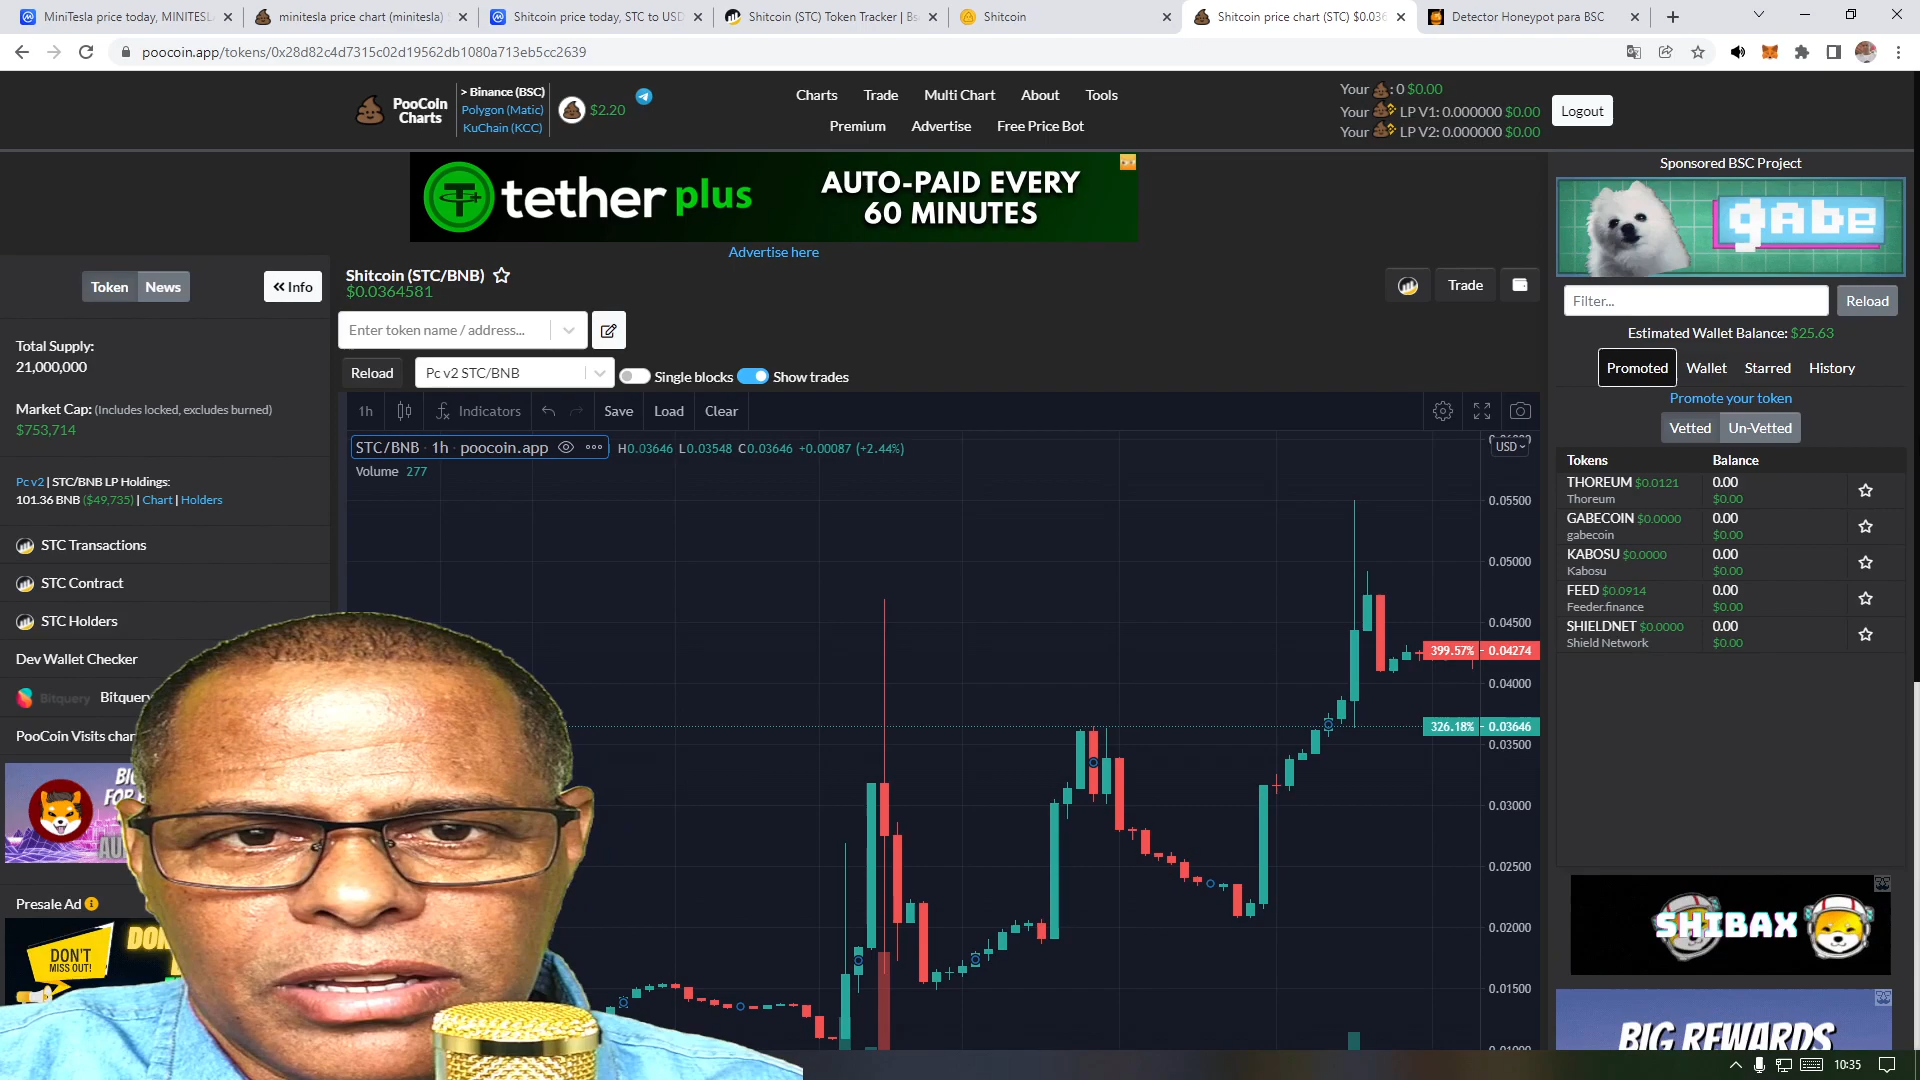 MiniTesla price today, MINITESLA
minitesla price chart (minitesla)
Shitcoin price today, STC to USD
Shitcoin (STC) Token Tracker | Bs
Shitcoin
Shitcoin price chart (STC) $0.036
Detector Honeypot para BSC
poocoin.app/tokens/0x28d82c4d7315c02d19562db1080a713eb5cc2639
PooCoin
Charts
> Binance (BSC)
Polygon (Matic)
KuChain (KCC)
$2.20
Charts Trade Multi Chart About Tools
Premium Advertise Free Price Bot
Your : 0 $0.00
Your LP V1: 0.000000 $0.00
Your LP V2: 0.000000 $0.00
Logout
tether plus
AUTO-PAID EVERY
60 MINUTES
Advertise here
Sponsored BSC Project
gabe
Token News
Info
Total Supply:
21,000,000
Market Cap: (Includes locked, excludes burned)
$753,714
Pc v2 | STC/BNB LP Holdings:
101.36 BNB ($49,735) | Chart | Holders
STC Transactions
STC Contract
STC Holders
Dev Wallet Checker
Bitquery
PooCoin Visits
Presale Ad
DON'T
MISS OUT!
Shitcoin (STC/BNB)
$0.0364581
Trade
Enter token name / address...
Reload
Pc v2 STC/BNB
Single blocks
Show trades
1h
Indicators
Save
Load
Clear
STC/BNB · 1h · poocoin.app
H0.03646 L0.03548 C0.03646 +0.00087 (+2.44%)
Volume 277
USD
0.05500
0.05000
0.04500
399.57% 0.04274
0.04000
326.18% 0.03646
0.03500
0.03000
0.02500
0.02000
0.01500
Filter...
Reload
Estimated Wallet Balance: $25.63
Promoted Wallet Starred History
Promote your token
Vetted Un-Vetted
Tokens Balance
THOREUM $0.0121 0.00
Thoreum $0.00
GABECOIN $0.0000 0.00
gabecoin $0.00
KABOSU $0.0000 0.00
Kabosu $0.00
FEED $0.0914 0.00
Feeder.finance $0.00
SHIELDNET $0.0000 0.00
Shield Network $0.00
SHIBAX
BIG REWARDS
10:35